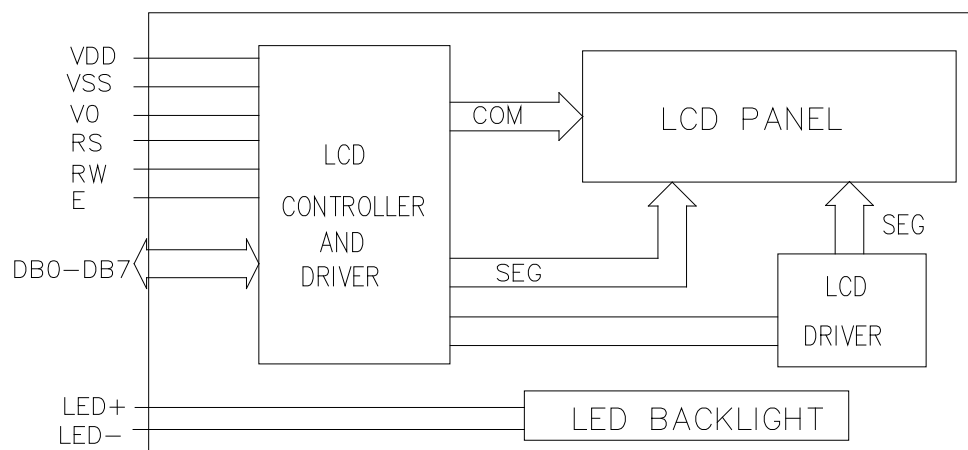 VDD
VSS
V0
RS
RW
E
DB0-DB7
LED+
LED-
LCD
CONTROLLER
AND
DRIVER
COM
SEG
LCD PANEL
SEG
LCD
DRIVER
LED BACKLIGHT